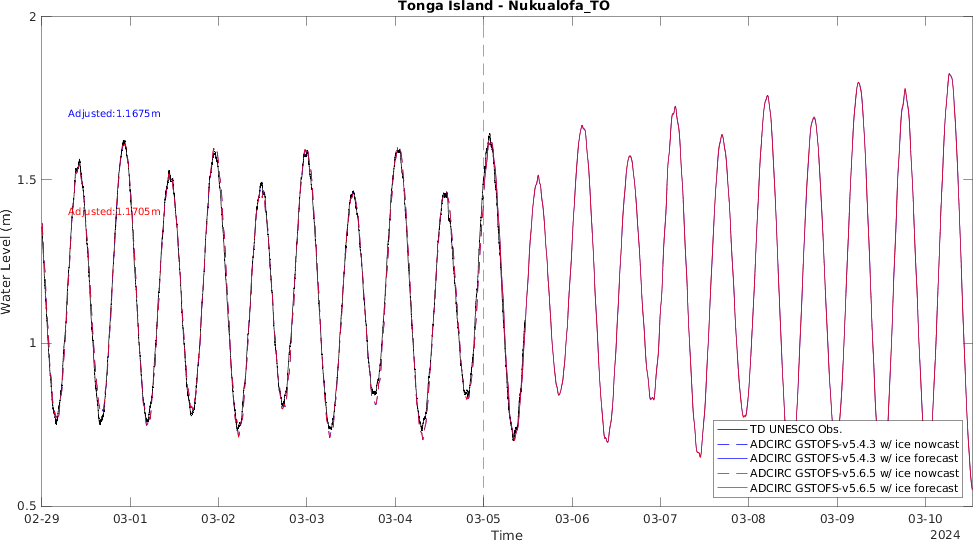 Tonga Island - Nukualofa_TO
2
1.5
1
0.5
Water Level (m)
Adjusted:1.1675m
Adjusted:1.1705m
TD UNESCO Obs.
ADCIRC GSTOFS-v5.4.3 w/ ice nowcast
ADCIRC GSTOFS-v5.4.3 w/ ice forecast
ADCIRC GSTOFS-v5.6.5 w/ ice nowcast
ADCIRC GSTOFS-v5.6.5 w/ ice forecast
02-29 03-01 03-02 03-03 03-04 03-05 03-06 03-07 03-08 03-09 03-10
2024
Time